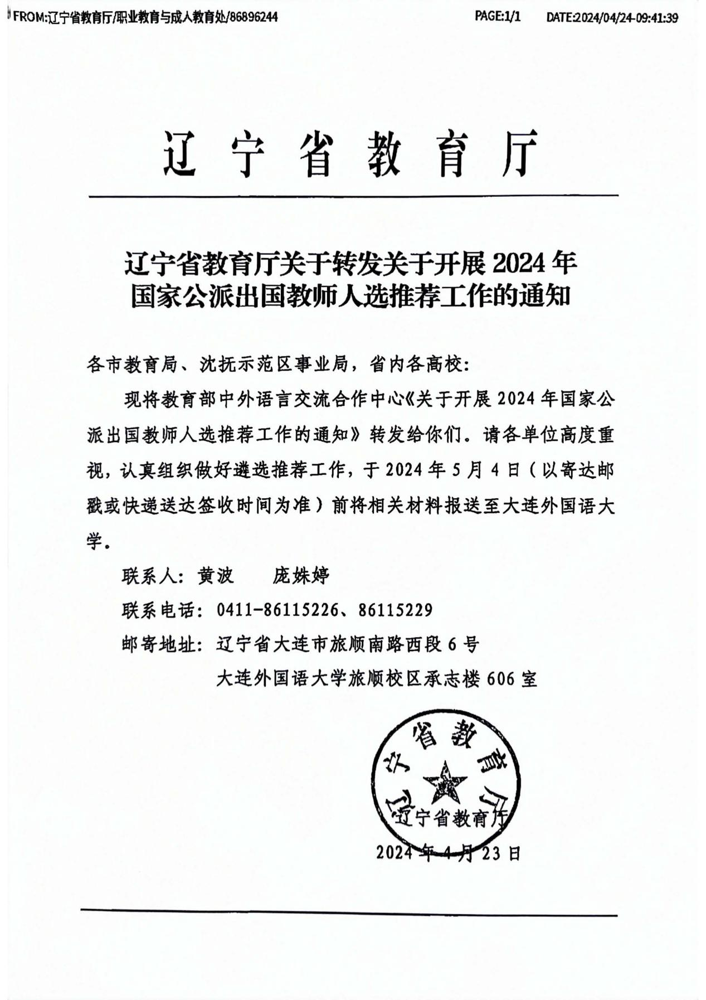 FROM:辽宁省教育厅/职业教育与成人教育处/86896244 PAGE:1/1 DATE:2024/04/24-09:41:39
辽宁省教育厅
辽宁省教育厅关于转发关于开展 2024 年
国家公派出国教师人选推荐工作的通知
各市教育局、沈抚示范区事业局，省内各高校：
现将教育部中外语言交流合作中心《关于开展 2024 年国家公
派出国教师人选推荐工作的通知》转发给你们。请各单位高度重
视，认真组织做好遴选推荐工作，于 2024 年 5 月 4 日（以寄达邮
戳或快递送达签收时间为准）前将相关材料报送至大连外国语大
学。
联系人：黄波 庞姝婷
联系电话：0411-86115226、86115229
邮寄地址：辽宁省大连市旅顺南路西段 6 号
大连外国语大学旅顺校区承志楼 606 室
辽宁省教育厅
辽宁省教育厅
2024 年 4 月 23 日